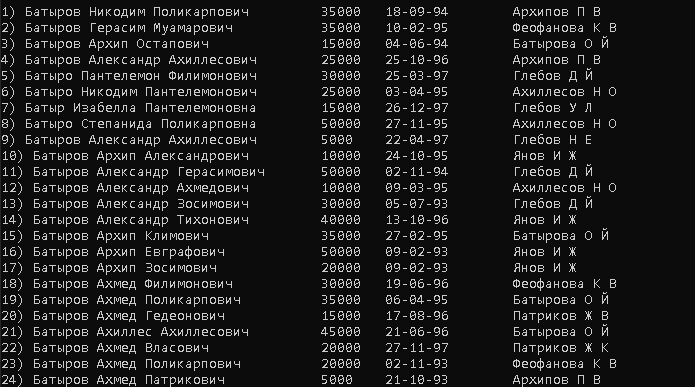 1) Батыров Никодим Поликарпович 35000 18-09-94 Архипов П В
2) Батыров Герасим Муамарович 35000 10-02-95 Феофанова К В
3) Батыров Архип Остапович 15000 04-06-94 Батырова О Й
4) Батыров Александр Ахиллесович 25000 25-10-96 Архипов П В
5) Батыро Пантелемон Филимонович 30000 25-03-97 Глебов Д Й
6) Батыро Никодим Пантелемонович 25000 03-04-95 Ахиллесов Н О
7) Батыр Изабелла Пантелемоновна 15000 26-12-97 Глебов У Л
8) Батыро Степанида Поликарповна 50000 27-11-95 Ахиллесов Н О
9) Батыров Александр Ахиллесович 5000 22-04-97 Глебов Н Е
10) Батыров Архип Александрович 10000 24-10-95 Янов И Ж
11) Батыров Александр Герасимович 50000 02-11-94 Глебов Д Й
12) Батыров Александр Ахмедович 10000 09-03-95 Ахиллесов Н О
13) Батыров Александр Зосимович 30000 05-07-93 Глебов Д Й
14) Батыров Александр Тихонович 40000 13-10-96 Янов И Ж
15) Батыров Архип Климович 35000 27-02-95 Батырова О Й
16) Батыров Архип Евграфович 50000 09-02-93 Янов И Ж
17) Батыров Архип Зосимович 20000 09-02-93 Янов И Ж
18) Батыров Ахмед Филимонович 30000 19-06-96 Феофанова К В
19) Батыров Ахмед Поликарпович 35000 06-04-95 Батырова О Й
20) Батыров Ахмед Гедеонович 15000 17-08-96 Патриков Ж В
21) Батыров Ахиллес Ахиллесович 45000 21-06-96 Батырова О Й
22) Батыров Ахмед Власович 20000 27-11-97 Патриков Ж К
23) Батыров Ахмед Поликарпович 20000 02-11-93 Феофанова К В
24) Батыров Ахмед Патрикович 5000 21-10-93 Архипов П В